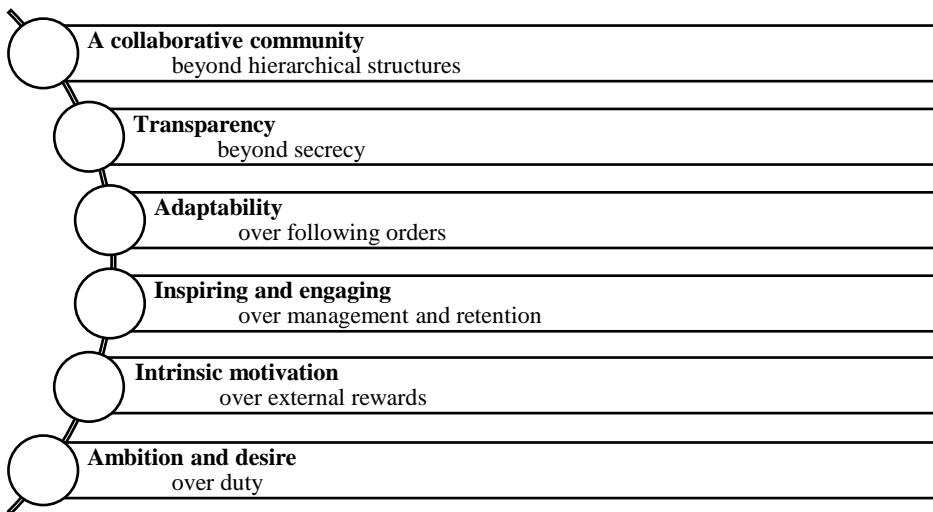 A collaborative community
beyond hierarchical structures
Transparency
beyond secrecy
Adaptability
over following orders
Inspiring and engaging
over management and retention
Intrinsic motivation
over external rewards
Ambition and desire
over duty